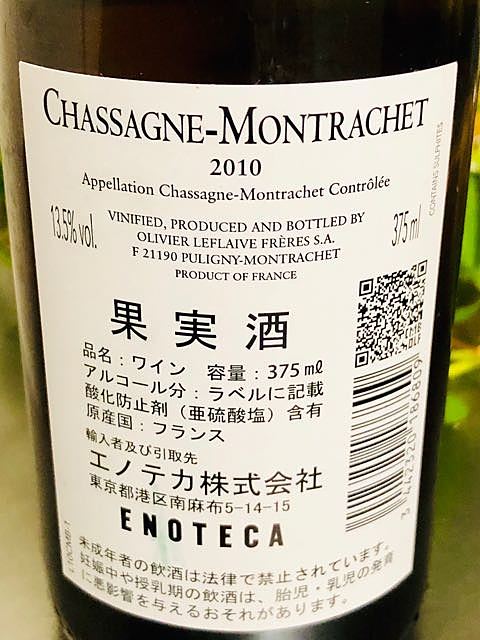 CHASSAGNE-MONTRACHET
2010
Appellation Chassagne-Montrachet Contrôlée
13.5% vol.
VINIFIED, PRODUCED AND BOTTLED BY
OLIVIER LEFLAIVE FRÈRES S.A.
F 21190 PULIGNY-MONTRACHET
PRODUCT OF FRANCE
375 ml
CONTAINS SULPHITES
果実酒
品名：ワイン 容量：375㎖
アルコール分：ラベルに記載
酸化防止剤（亜硫酸塩）含有
原産国：フランス
輸入者及び引取先
エノテカ株式会社
東京都港区南麻布5-14-15
ENOTECA
3 442320 186899
未成年者の飲酒は法律で禁止されています。
妊娠中や授乳期の飲酒は、胎児・乳児の発育
に悪影響を与えるおそれがあります。